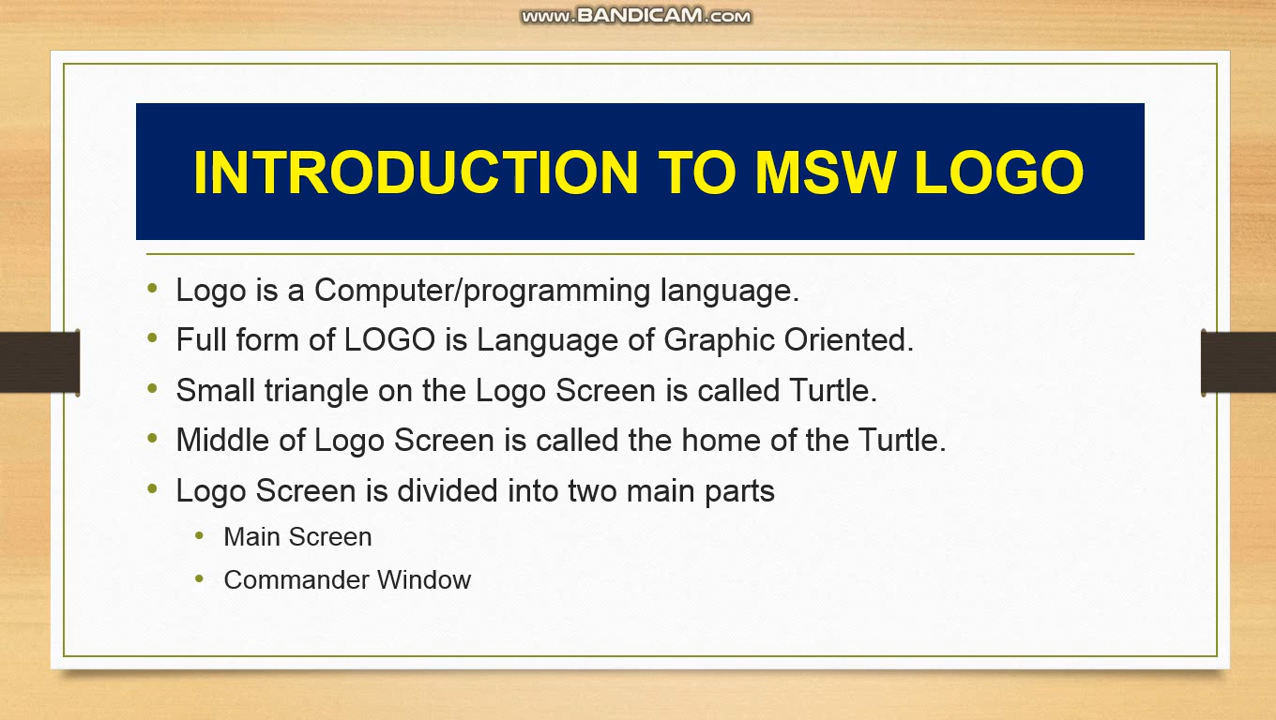 www.BANDICAM.com
INTRODUCTION TO MSW LOGO
• Logo is a Computer/programming language.
• Full form of LOGO is Language of Graphic Oriented.
• Small triangle on the Logo Screen is called Turtle.
• Middle of Logo Screen is called the home of the Turtle.
• Logo Screen is divided into two main parts
• Main Screen
• Commander Window